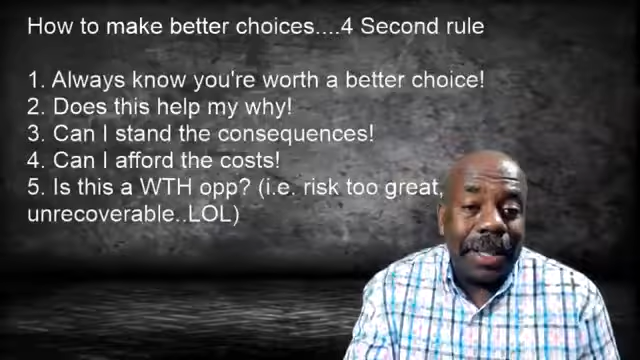 How to make better choices....4 Second rule
1. Always know you're worth a better choice!
2. Does this help my why!
3. Can I stand the consequences!
4. Can I afford the costs!
5. Is this a WTH opp? (i.e. risk too great,
unrecoverable..LOL)